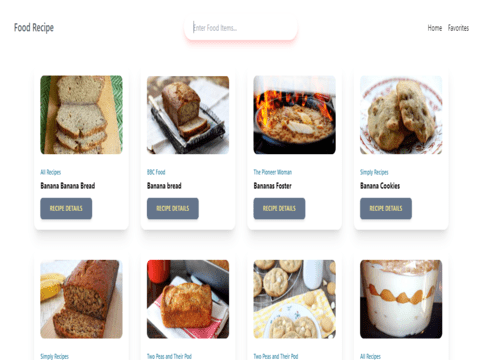 Food Recipe
Enter Food Items...
Home Favorites
All Recipes
Banana Banana Bread
RECIPE DETAILS
BBC Food
Banana bread
RECIPE DETAILS
The Pioneer Woman
Bananas Foster
RECIPE DETAILS
Simply Recipes
Banana Cookies
RECIPE DETAILS
Simply Recipes
Two Peas and Their Pod
Two Peas and Their Pod
All Recipes